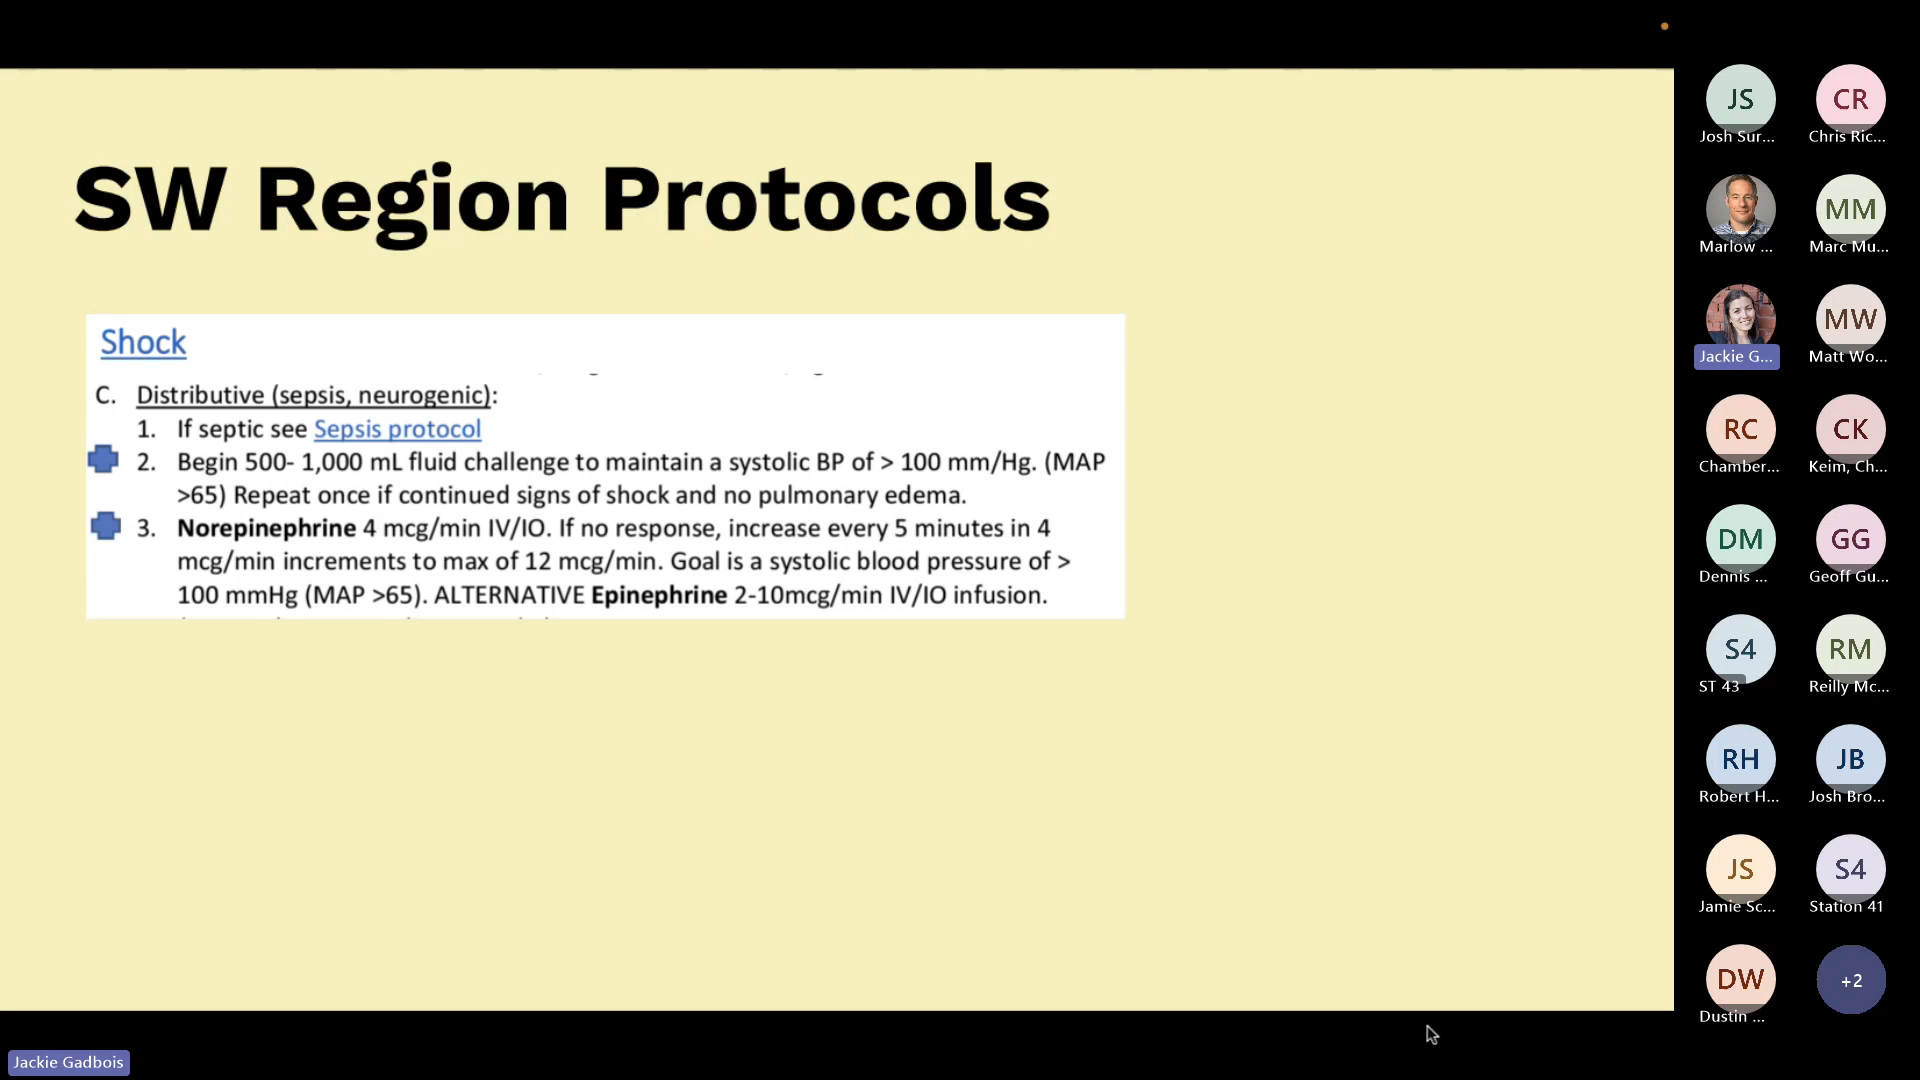 SW Region Protocols
Shock
C. Distributive (sepsis, neurogenic):
1. If septic see Sepsis protocol
2. Begin 500- 1,000 mL fluid challenge to maintain a systolic BP of > 100 mm/Hg. (MAP
>65) Repeat once if continued signs of shock and no pulmonary edema.
3. Norepinephrine 4 mcg/min IV/IO. If no response, increase every 5 minutes in 4
mcg/min increments to max of 12 mcg/min. Goal is a systolic blood pressure of >
100 mmHg (MAP >65). ALTERNATIVE Epinephrine 2-10mcg/min IV/IO infusion.
JS CR
Josh Sur... Chris Ric...
MM
Marlow ... Marc Mu...
MW
Jackie G... Matt Wo...
RC CK
Chamber... Keim, Ch...
DM GG
Dennis ... Geoff Gu...
S4 RM
ST 43 Reilly Mc...
RH JB
Robert H... Josh Bro...
JS S4
Jamie Sc... Station 41
DW +2
Dustin ...
Jackie Gadbois